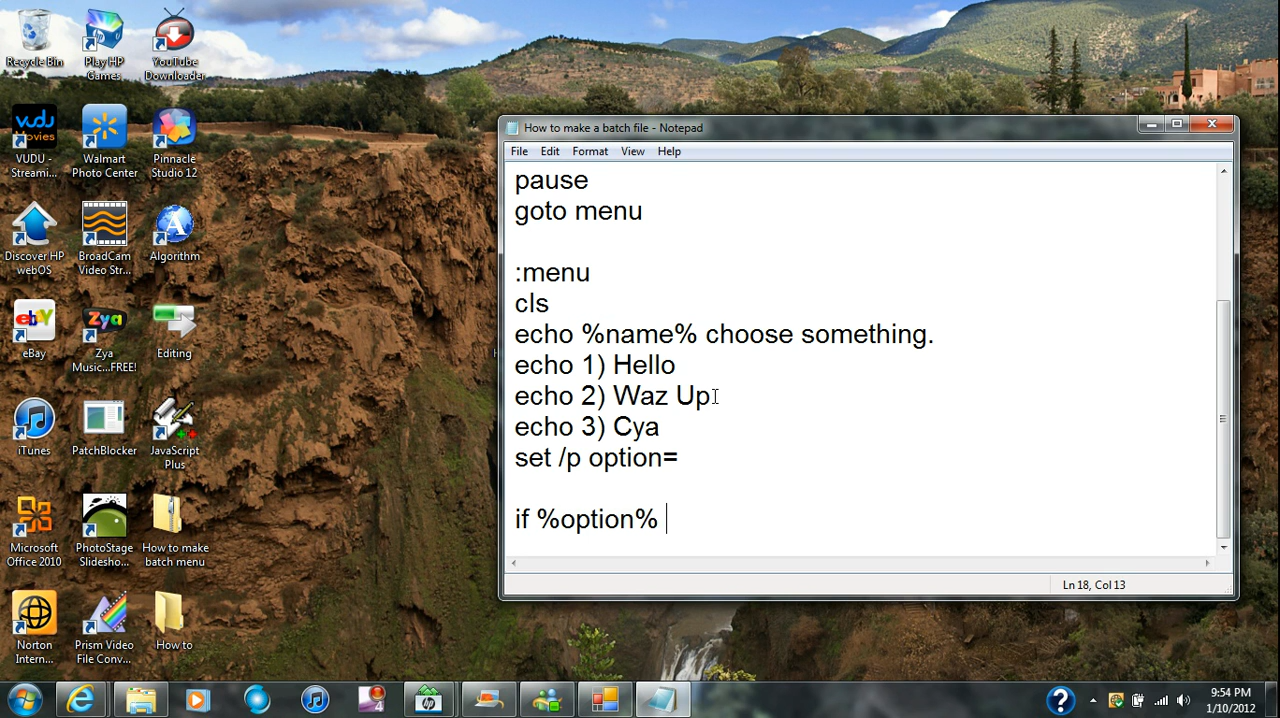 Recycle Bin
Play HP
Games
YouTube
Downloader
vudu
Movies
VUDU -
Streami...
Walmart
Photo Center
Pinnacle
Studio 12
Discover HP
webOS
BroadCam
Video Str...
Algorithm
ebY
eBay
Zya
Zya
Music...FREE!
Editing
iTunes
PatchBlocker
JavaScript
Plus
Microsoft
Office 2010
PhotoStage
Slidesho...
How to make
batch menu
Norton
Intern...
Prism Video
File Conv...
How to
How to make a batch file - Notepad
File Edit Format View Help
pause
goto menu
:menu
cls
echo %name% choose something.
echo 1) Hello
echo 2) Waz Up
echo 3) Cya
set /p option=
if %option%
Ln 18, Col 13
9:54 PM
1/10/2012